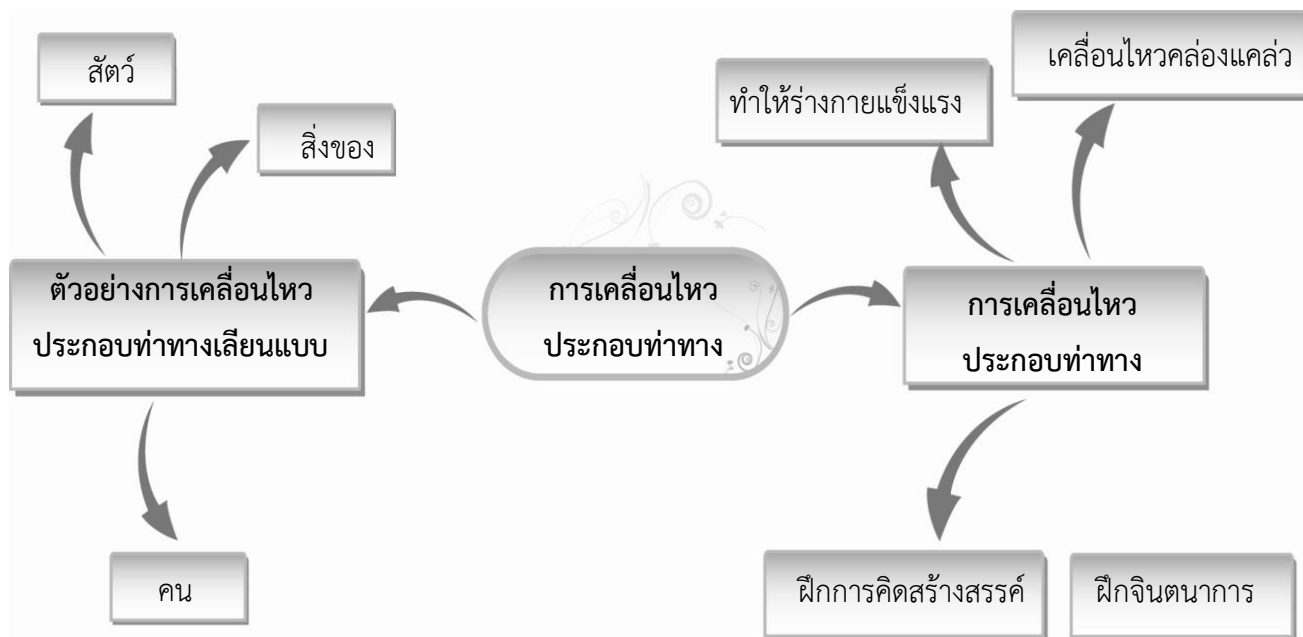 สัตว์
สิ่งของ
ตัวอย่างการเคลื่อนไหว
ประกอบท่าทางเลียนแบบ
คน
การเคลื่อนไหว
ประกอบท่าทาง
เคลื่อนไหวคล่องแคล่ว
ทำให้ร่างกายแข็งแรง
การเคลื่อนไหว
ประกอบท่าทาง
ฝึกการคิดสร้างสรรค์
ฝึกจินตนาการ